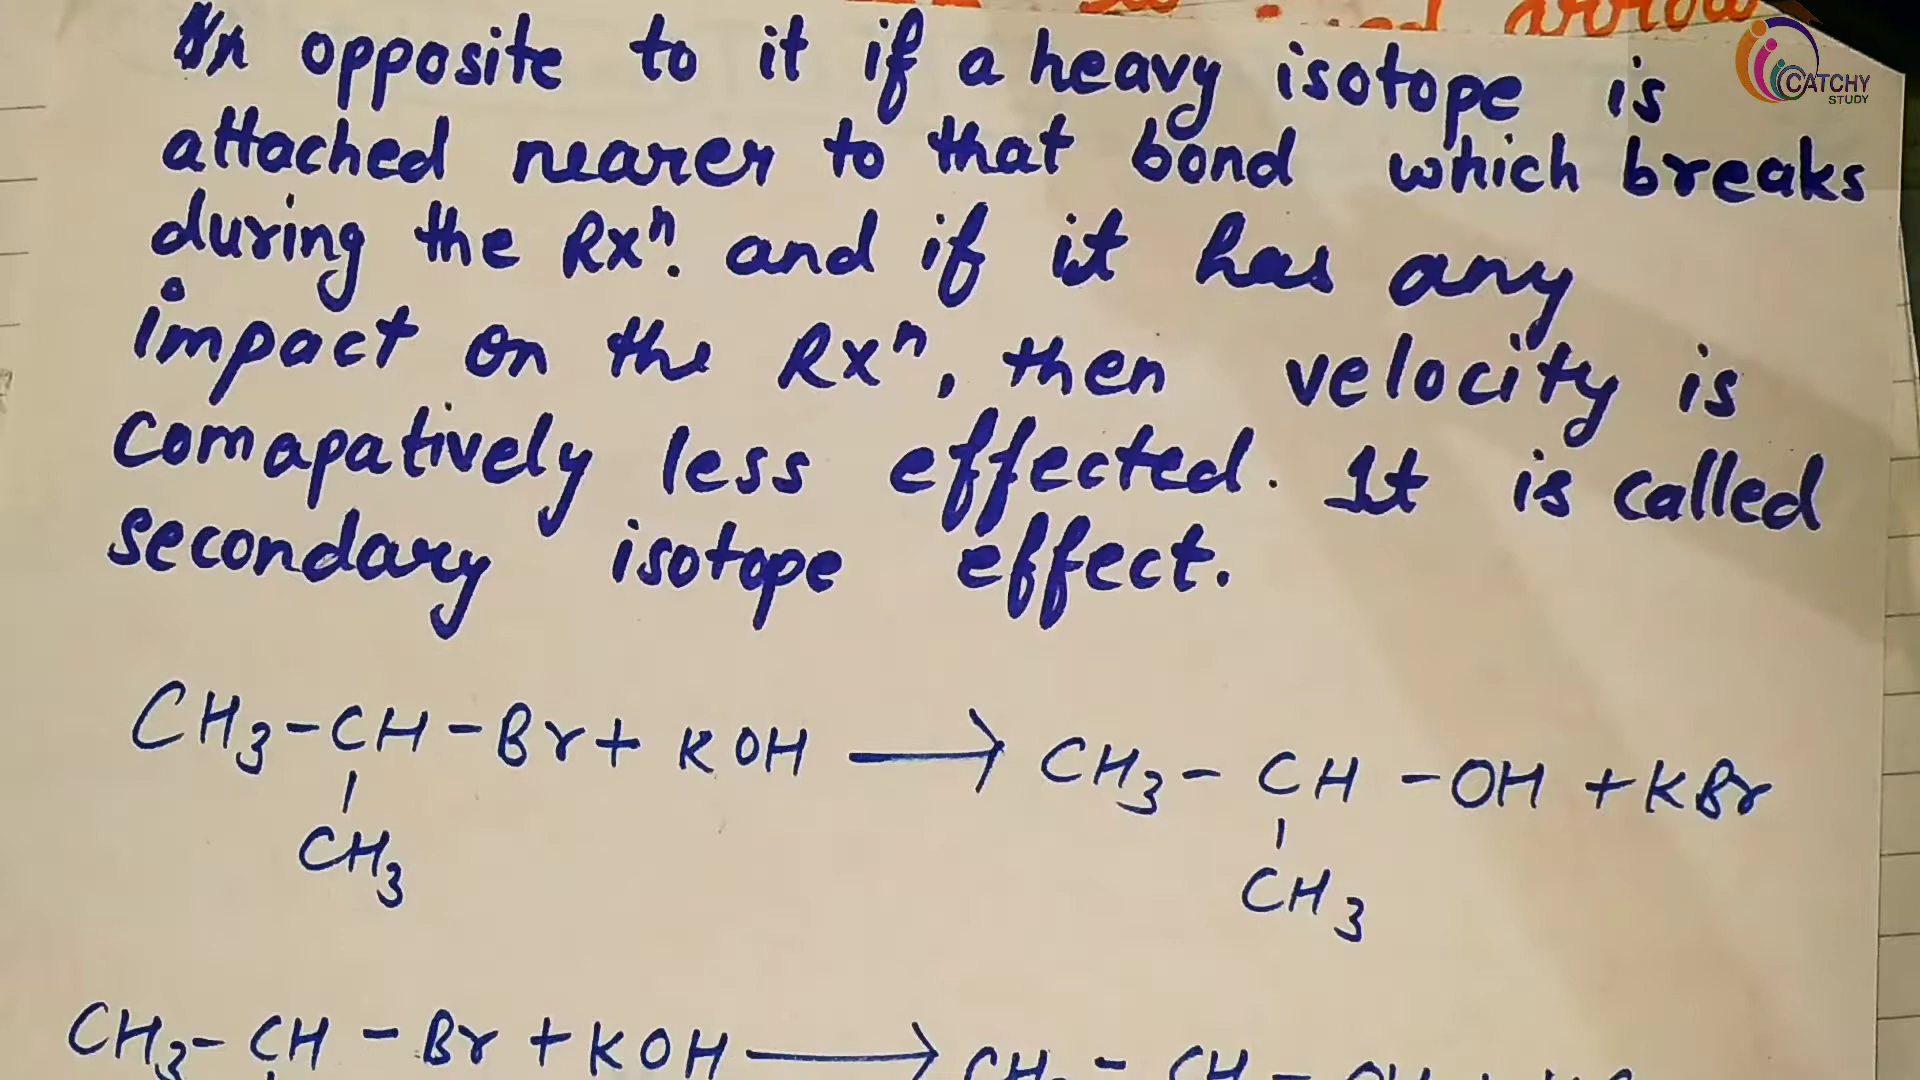 arrow
CATCHY
STUDY
In opposite to it if a heavy isotope is
attached nearer to that bond which breaks
during the Rxⁿ. and if it has any
impact on the Rxⁿ, then velocity is
comapatively less effected. It is called
secondary isotope effect.
CH₃-CH-Br+ KOH ⟶ CH₃-CH-OH +KBr
CH₃ CH₃
CH₃-CH-Br+KOH ⟶